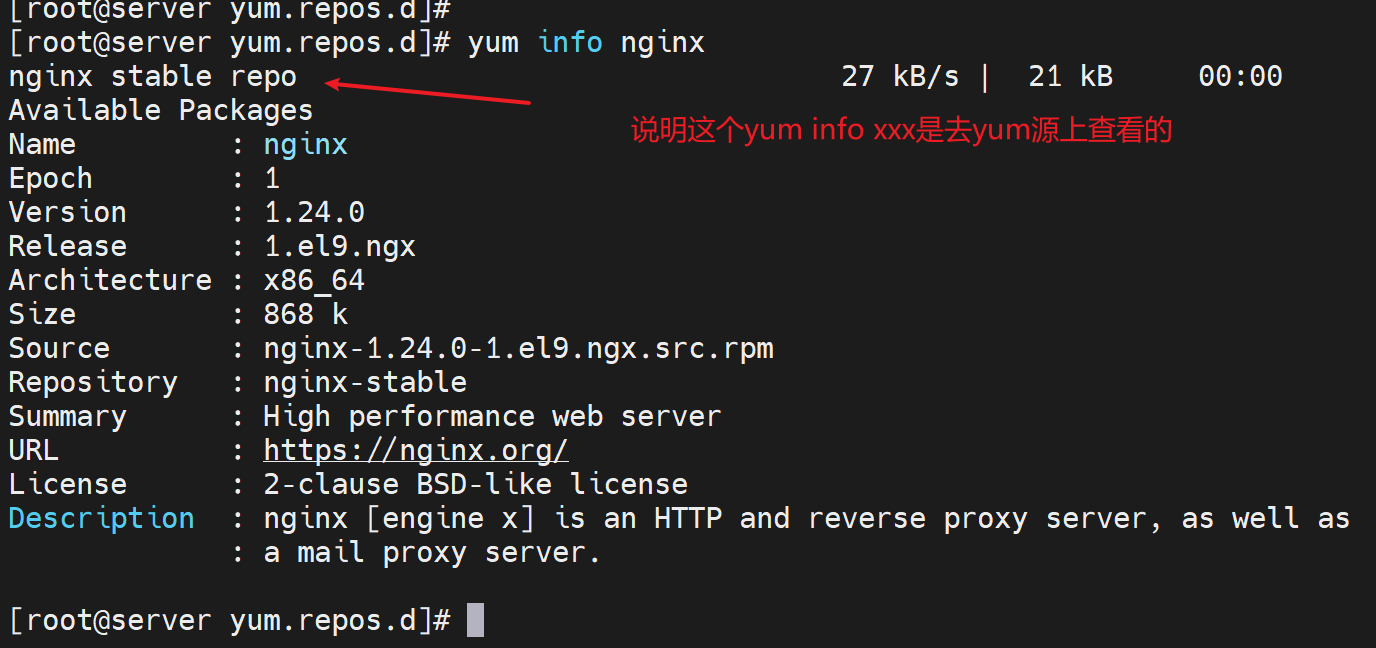 [root@server yum.repos.d]#
[root@server yum.repos.d]# yum info nginx
nginx stable repo 27 kB/s | 21 kB 00:00
Available Packages
说明这个yum info xxx是去yum源上查看的
Name : nginx
Epoch : 1
Version : 1.24.0
Release : 1.el9.ngx
Architecture : x86_64
Size : 868 k
Source : nginx-1.24.0-1.el9.ngx.src.rpm
Repository : nginx-stable
Summary : High performance web server
URL : https://nginx.org/
License : 2-clause BSD-like license
Description : nginx [engine x] is an HTTP and reverse proxy server, as well as
: a mail proxy server.
[root@server yum.repos.d]#